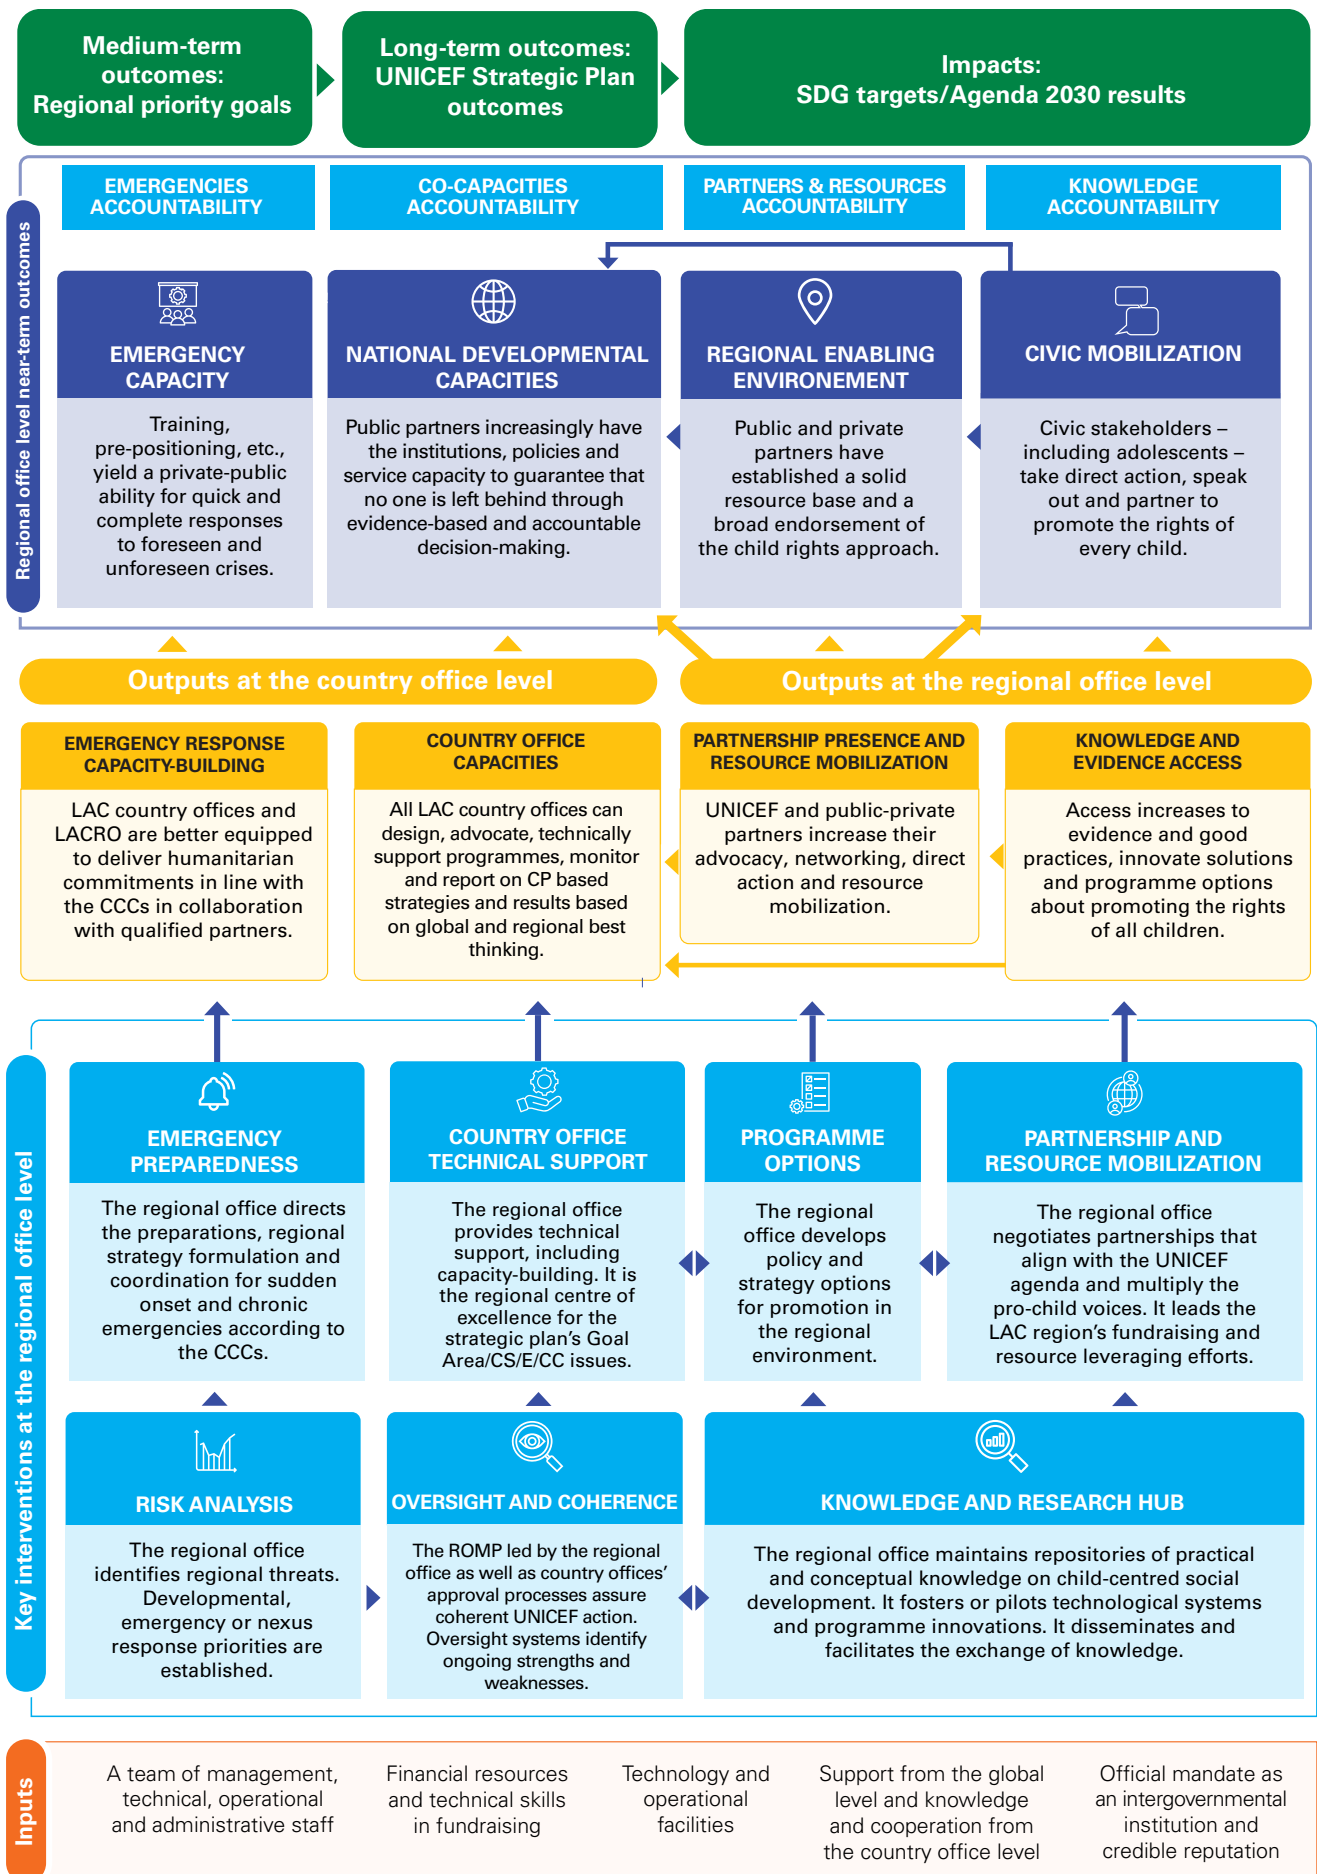 Medium-term
outcomes:
Regional priority goals
Long-term outcomes:
UNICEF Strategic Plan
outcomes
Impacts:
SDG targets/Agenda 2030 results
Regional office level near-term outcomes
EMERGENCIES
ACCOUNTABILITY
CO-CAPACITIES
ACCOUNTABILITY
PARTNERS & RESOURCES
ACCOUNTABILITY
KNOWLEDGE
ACCOUNTABILITY
EMERGENCY
CAPACITY
Training,
pre-positioning, etc.,
yield a private-public
ability for quick and
complete responses
to foreseen and
unforeseen crises.
NATIONAL DEVELOPMENTAL
CAPACITIES
Public partners increasingly have
the institutions, policies and
service capacity to guarantee that
no one is left behind through
evidence-based and accountable
decision-making.
REGIONAL ENABLING
ENVIRONEMENT
Public and private
partners have
established a solid
resource base and a
broad endorsement of
the child rights approach.
CIVIC MOBILIZATION
Civic stakeholders –
including adolescents –
take direct action, speak
out and partner to
promote the rights of
every child.
Outputs at the country office level
Outputs at the regional office level
EMERGENCY RESPONSE
CAPACITY-BUILDING
LAC country offices and
LACRO are better equipped
to deliver humanitarian
commitments in line with
the CCCs in collaboration
with qualified partners.
COUNTRY OFFICE
CAPACITIES
All LAC country offices can
design, advocate, technically
support programmes, monitor
and report on CP based
strategies and results based
on global and regional best
thinking.
PARTNERSHIP PRESENCE AND
RESOURCE MOBILIZATION
UNICEF and public-private
partners increase their
advocacy, networking, direct
action and resource
mobilization.
KNOWLEDGE AND
EVIDENCE ACCESS
Access increases to
evidence and good
practices, innovate solutions
and programme options
about promoting the rights
of all children.
Key interventions at the regional office level
EMERGENCY
PREPAREDNESS
The regional office directs
the preparations, regional
strategy formulation and
coordination for sudden
onset and chronic
emergencies according to
the CCCs.
COUNTRY OFFICE
TECHNICAL SUPPORT
The regional office
provides technical
support, including
capacity-building. It is
the regional centre of
excellence for the
strategic plan’s Goal
Area/CS/E/CC issues.
PROGRAMME
OPTIONS
The regional
office develops
policy and
strategy options
for promotion in
the regional
environment.
PARTNERSHIP AND
RESOURCE MOBILIZATION
The regional office
negotiates partnerships that
align with the UNICEF
agenda and multiply the
pro-child voices. It leads the
LAC region’s fundraising and
resource leveraging efforts.
RISK ANALYSIS
The regional office
identifies regional threats.
Developmental,
emergency or nexus
response priorities are
established.
OVERSIGHT AND COHERENCE
The ROMP led by the regional
office as well as country offices’
approval processes assure
coherent UNICEF action.
Oversight systems identify
ongoing strengths and
weaknesses.
KNOWLEDGE AND RESEARCH HUB
The regional office maintains repositories of practical
and conceptual knowledge on child-centred social
development. It fosters or pilots technological systems
and programme innovations. It disseminates and
facilitates the exchange of knowledge.
Inputs
A team of management,
technical, operational
and administrative staff
Financial resources
and technical skills
in fundraising
Technology and
operational
facilities
Support from the global
level and knowledge
and cooperation from
the country office level
Official mandate as
an intergovernmental
institution and
credible reputation